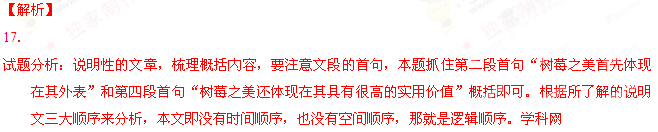 【解析】
17.
试题分析：说明性的文章，梳理概括内容，要注意文段的首句，本题抓住第二段首句“树莓之美首先体现
在其外表”和第四段首句“树莓之美还体现在其具有很高的实用价值”概括即可。根据所了解的说明
文三大顺序来分析，本文即没有时间顺序，也没有空间顺序，那就是逻辑顺序。学科网